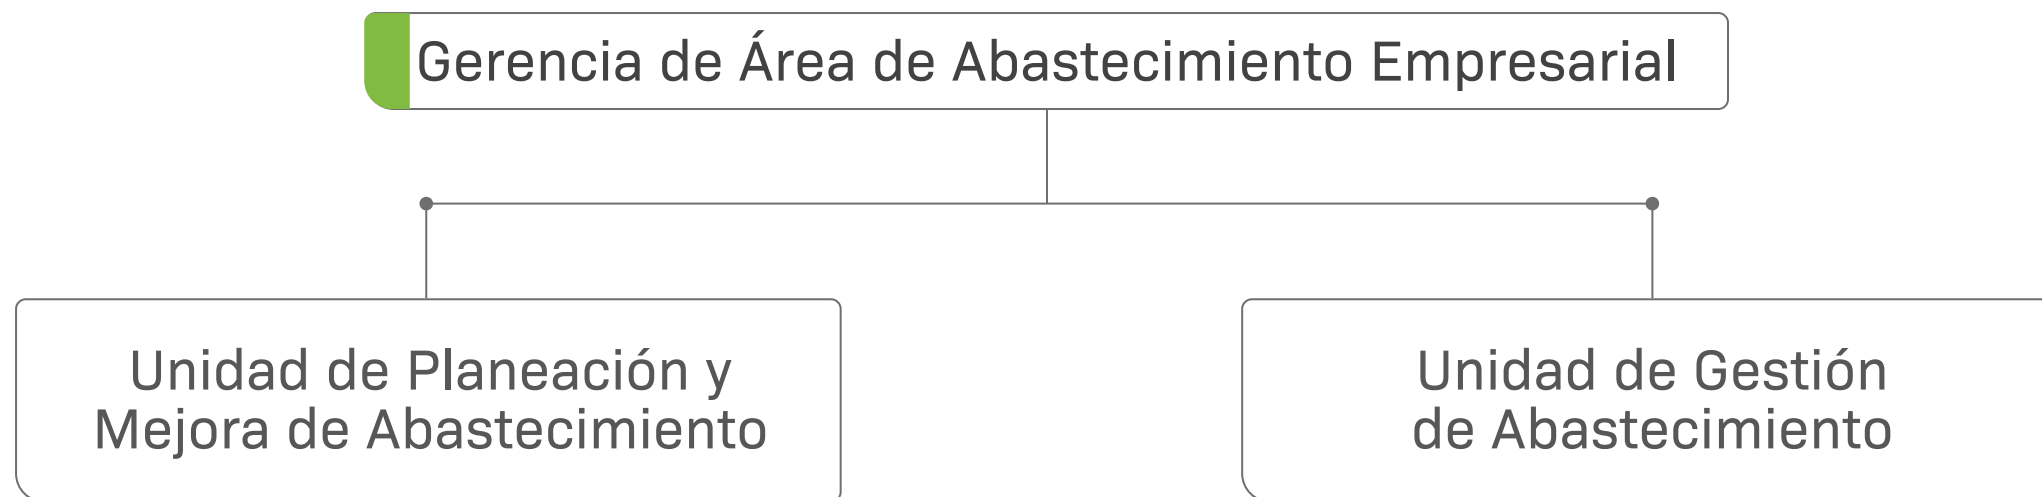 Gerencia de Área de Abastecimiento Empresarial
Unidad de Planeación y
Mejora de Abastecimiento
Unidad de Gestión
de Abastecimiento